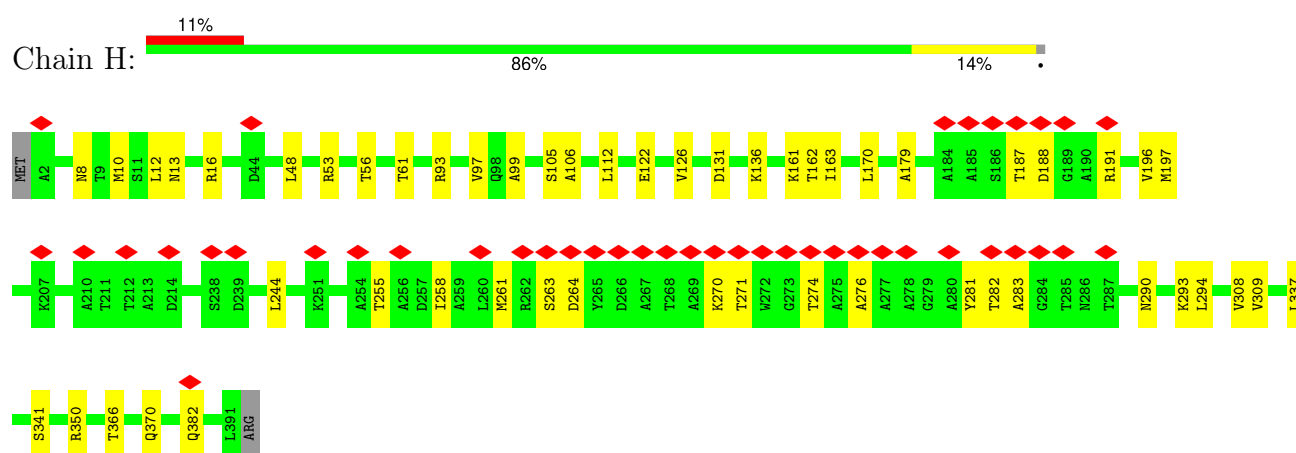 11%
Chain H:
86% 14% •
MET A2 N8 T9 M10 S11 L12 N13 R16 D44 L48 R53 T56 T61 R93 V97 Q98 A99 S105 A106 L112 E122 V126 D131 K136 K161 T162 I163 L170 A179 A184 A185 S186 T187 D188 G189 A190 R191 V196 M197
K207 A210 T211 T212 A213 D214 S238 D239 L244 K251 A254 T255 A256 D257 I258 A259 L260 M261 R262 S263 D264 Y265 D266 A267 T268 A269 K270 T271 W272 G273 T274 A275 A276 A277 A278 G279 A280 Y281 T282 A283 G284 T285 N286 T287 N290 K293 L294 V308 V309 L337
S341 R350 T366 Q370 Q382 L391 ARG